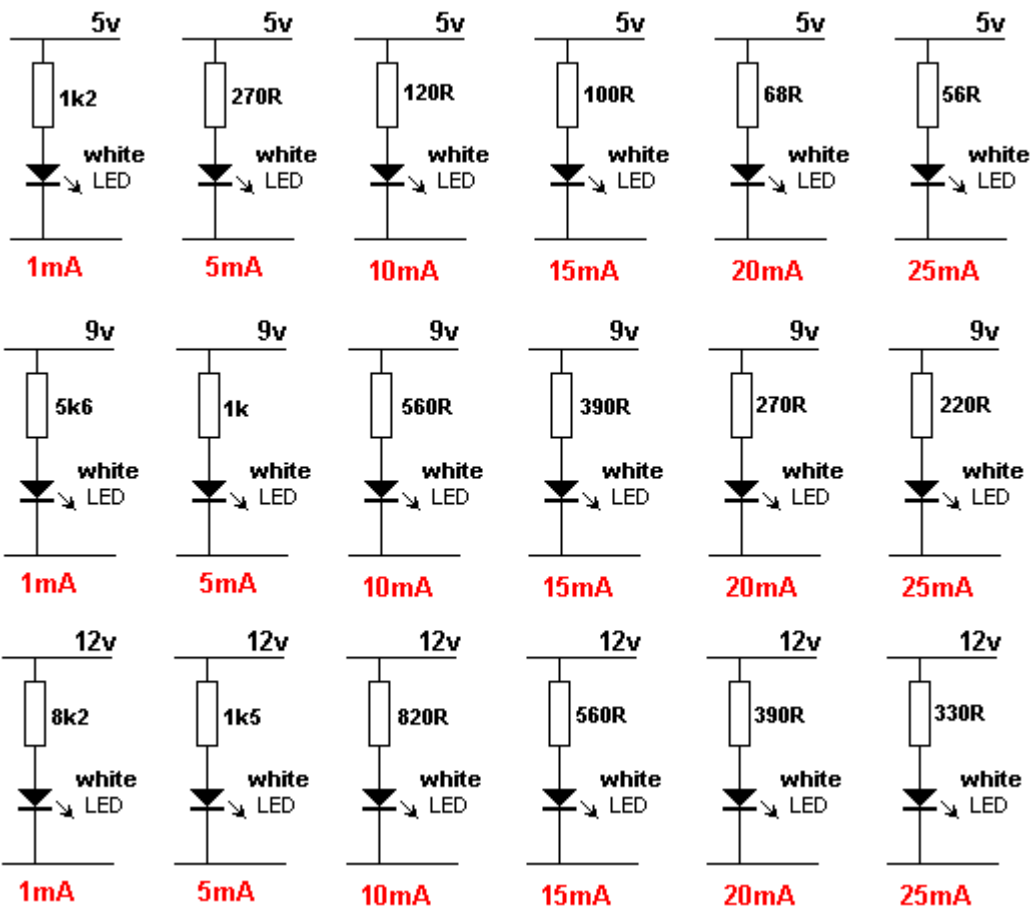 5v 5v 5v 5v 5v 5v
1k2 270R 120R 100R 68R 56R
white white white white white white
LED LED LED LED LED LED
1mA 5mA 10mA 15mA 20mA 25mA
9v 9v 9v 9v 9v 9v
5k6 1k 560R 390R 270R 220R
white white white white white white
LED LED LED LED LED LED
1mA 5mA 10mA 15mA 20mA 25mA
12v 12v 12v 12v 12v 12v
8k2 1k5 820R 560R 390R 330R
white white white white white white
LED LED LED LED LED LED
1mA 5mA 10mA 15mA 20mA 25mA